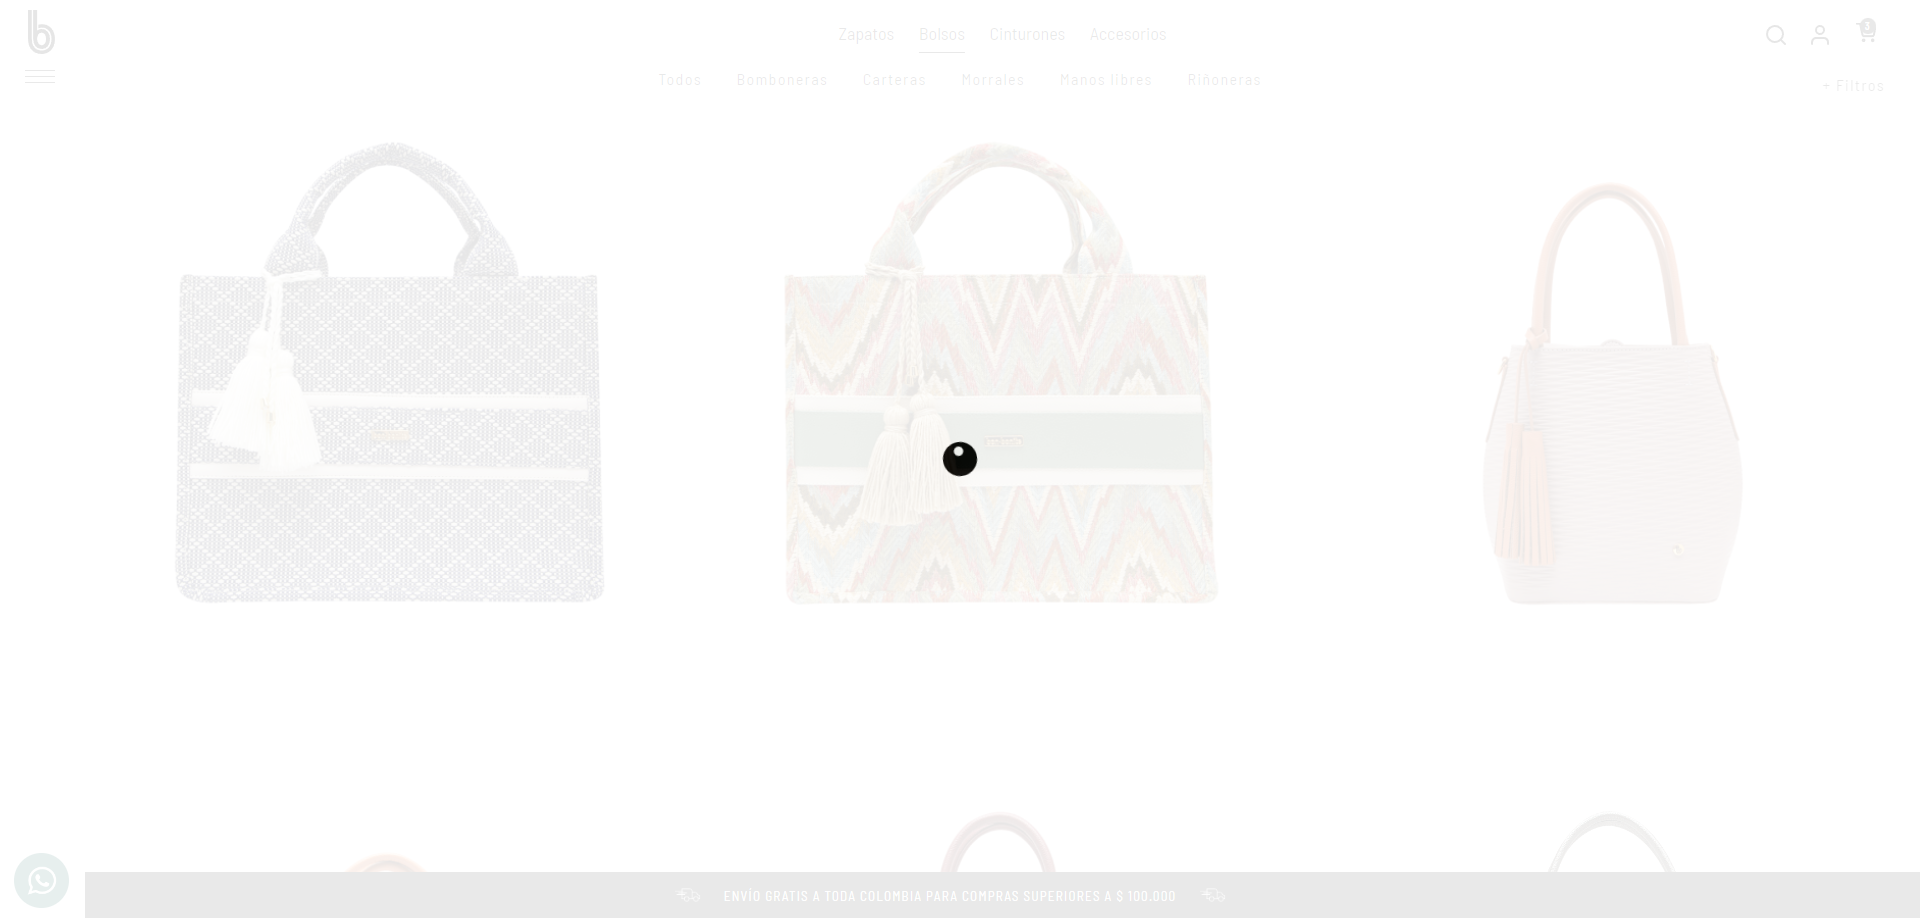 b
Zapatos Bolsos Cinturones Accesorios
3
Todos Bomboneras Carteras Morrales Manos libres Riñoneras
+ Filtros
ENVÍO GRATIS A TODA COLOMBIA PARA COMPRAS SUPERIORES A $ 100.000